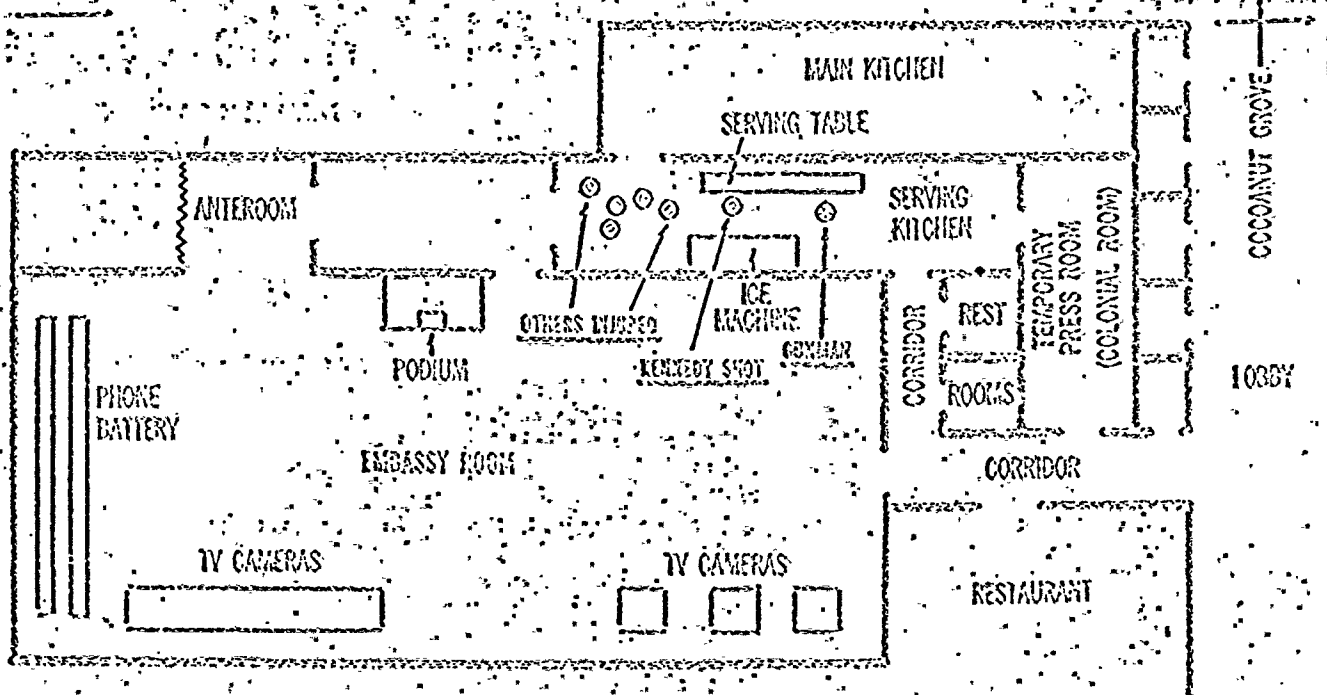 MAIN KITCHEN
SERVING TABLE
ANTEROOM
SERVING
KITCHEN
TEMPORARY
PRESS ROOM
(COLONIAL ROOM)
COCOANUT GROVE
OTHERS INJURED
ICE
MACHINE
KENNEDY SHOT
GUNMAN
PODIUM
CORRIDOR
REST
ROOMS
LOBBY
PHONE
BATTERY
EMBASSY ROOM
CORRIDOR
TV CAMERAS
TV CAMERAS
RESTAURANT